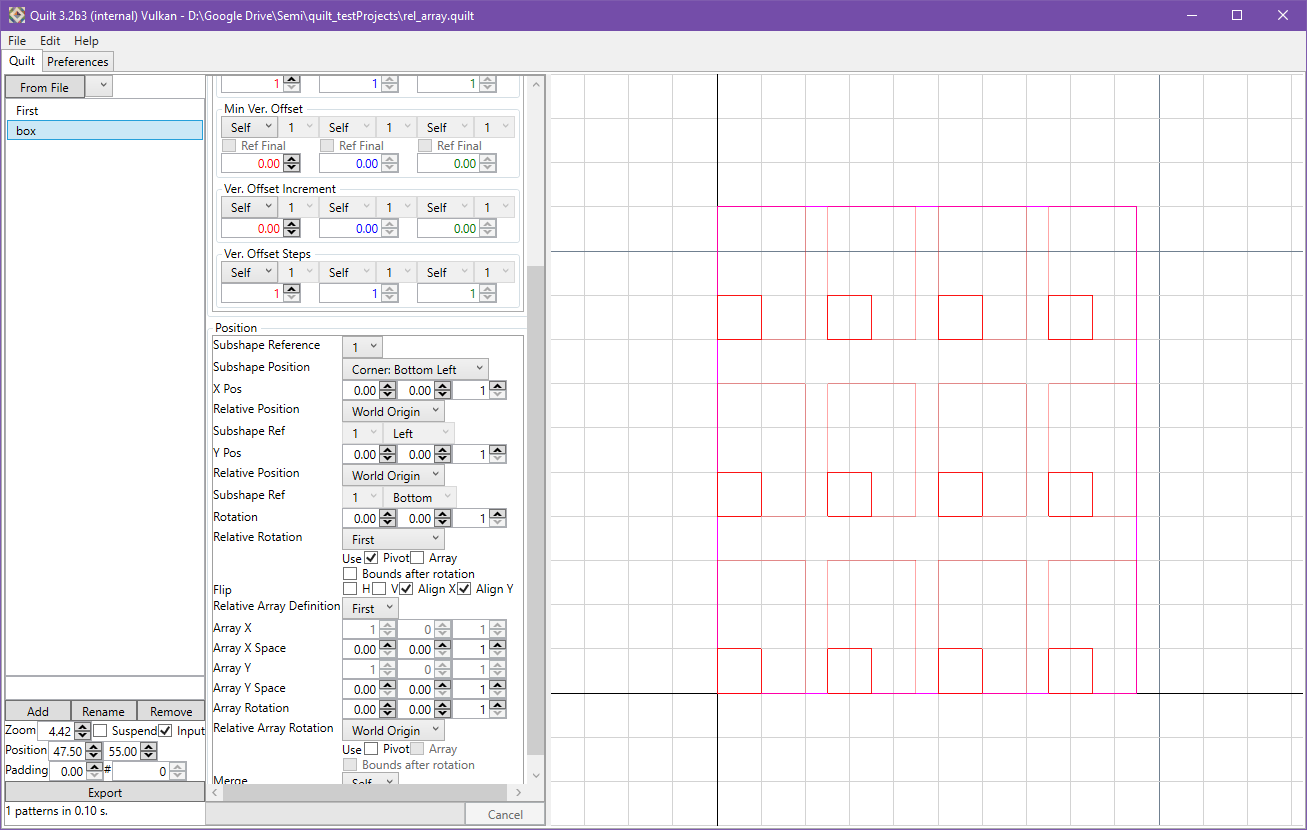 Quilt 3.2b3 (internal) Vulkan - D:\Google Drive\Semi\quilt_testProjects\rel_array.quilt
File Edit Help
Quilt Preferences
From File
First
box
Add Rename Remove
Zoom 4.42 Suspend Input
Position 47.50 55.00
Padding 0.00 # 0
Export
1 patterns in 0.10 s.
1 1 1
Min Ver. Offset
Self 1 Self 1 Self 1
Ref Final Ref Final Ref Final
0.00 0.00 0.00
Ver. Offset Increment
Self 1 Self 1 Self 1
0.00 0.00 0.00
Ver. Offset Steps
Self 1 Self 1 Self 1
1 1 1
Position
Subshape Reference 1
Subshape Position Corner: Bottom Left
X Pos 0.00 0.00 1
Relative Position World Origin
Subshape Ref 1 Left
Y Pos 0.00 0.00 1
Relative Position World Origin
Subshape Ref 1 Bottom
Rotation 0.00 0.00 1
Relative Rotation First
Use Pivot Array
Bounds after rotation
Flip H V Align X Align Y
Relative Array Definition First
Array X 1 0 1
Array X Space 0.00 0.00 1
Array Y 1 0 1
Array Y Space 0.00 0.00 1
Array Rotation 0.00 0.00 1
Relative Array Rotation World Origin
Use Pivot Array
Bounds after rotation
Merge Self
Cancel